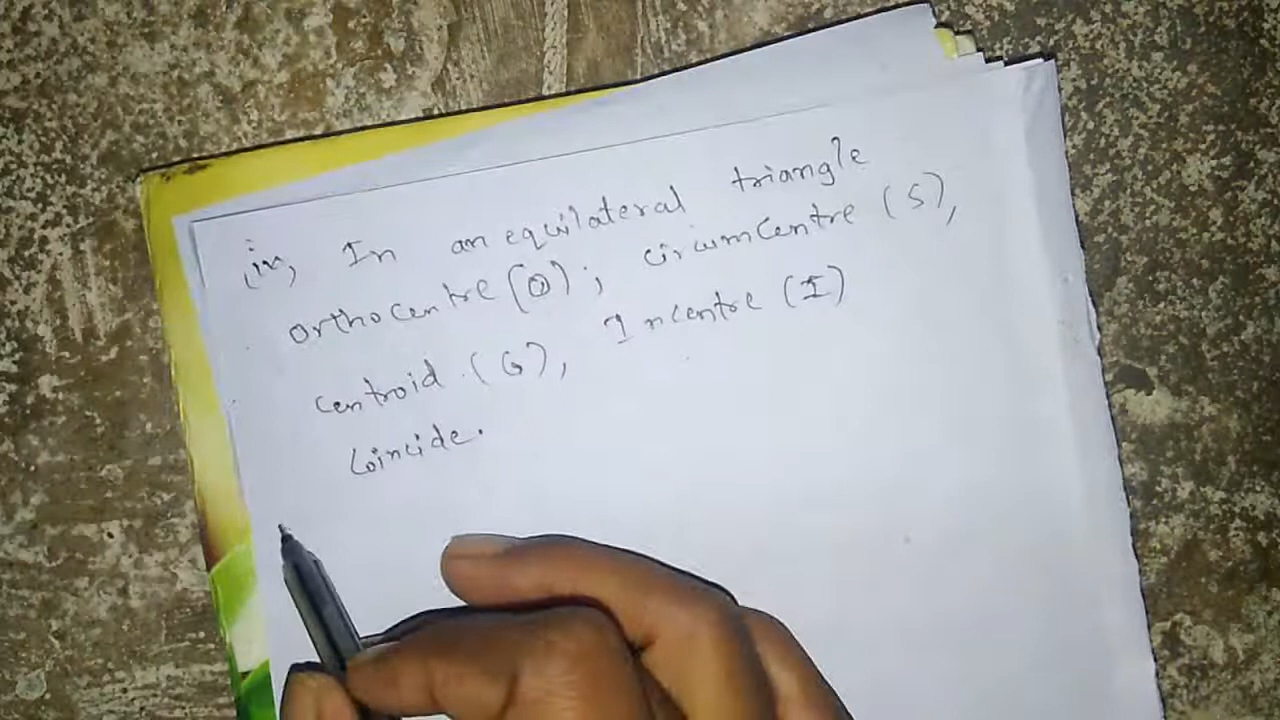 (iv, In an equilateral triangle
orthocentre (O); circumcentre (S),
centroid. (G), Incentre (I)
coincide.